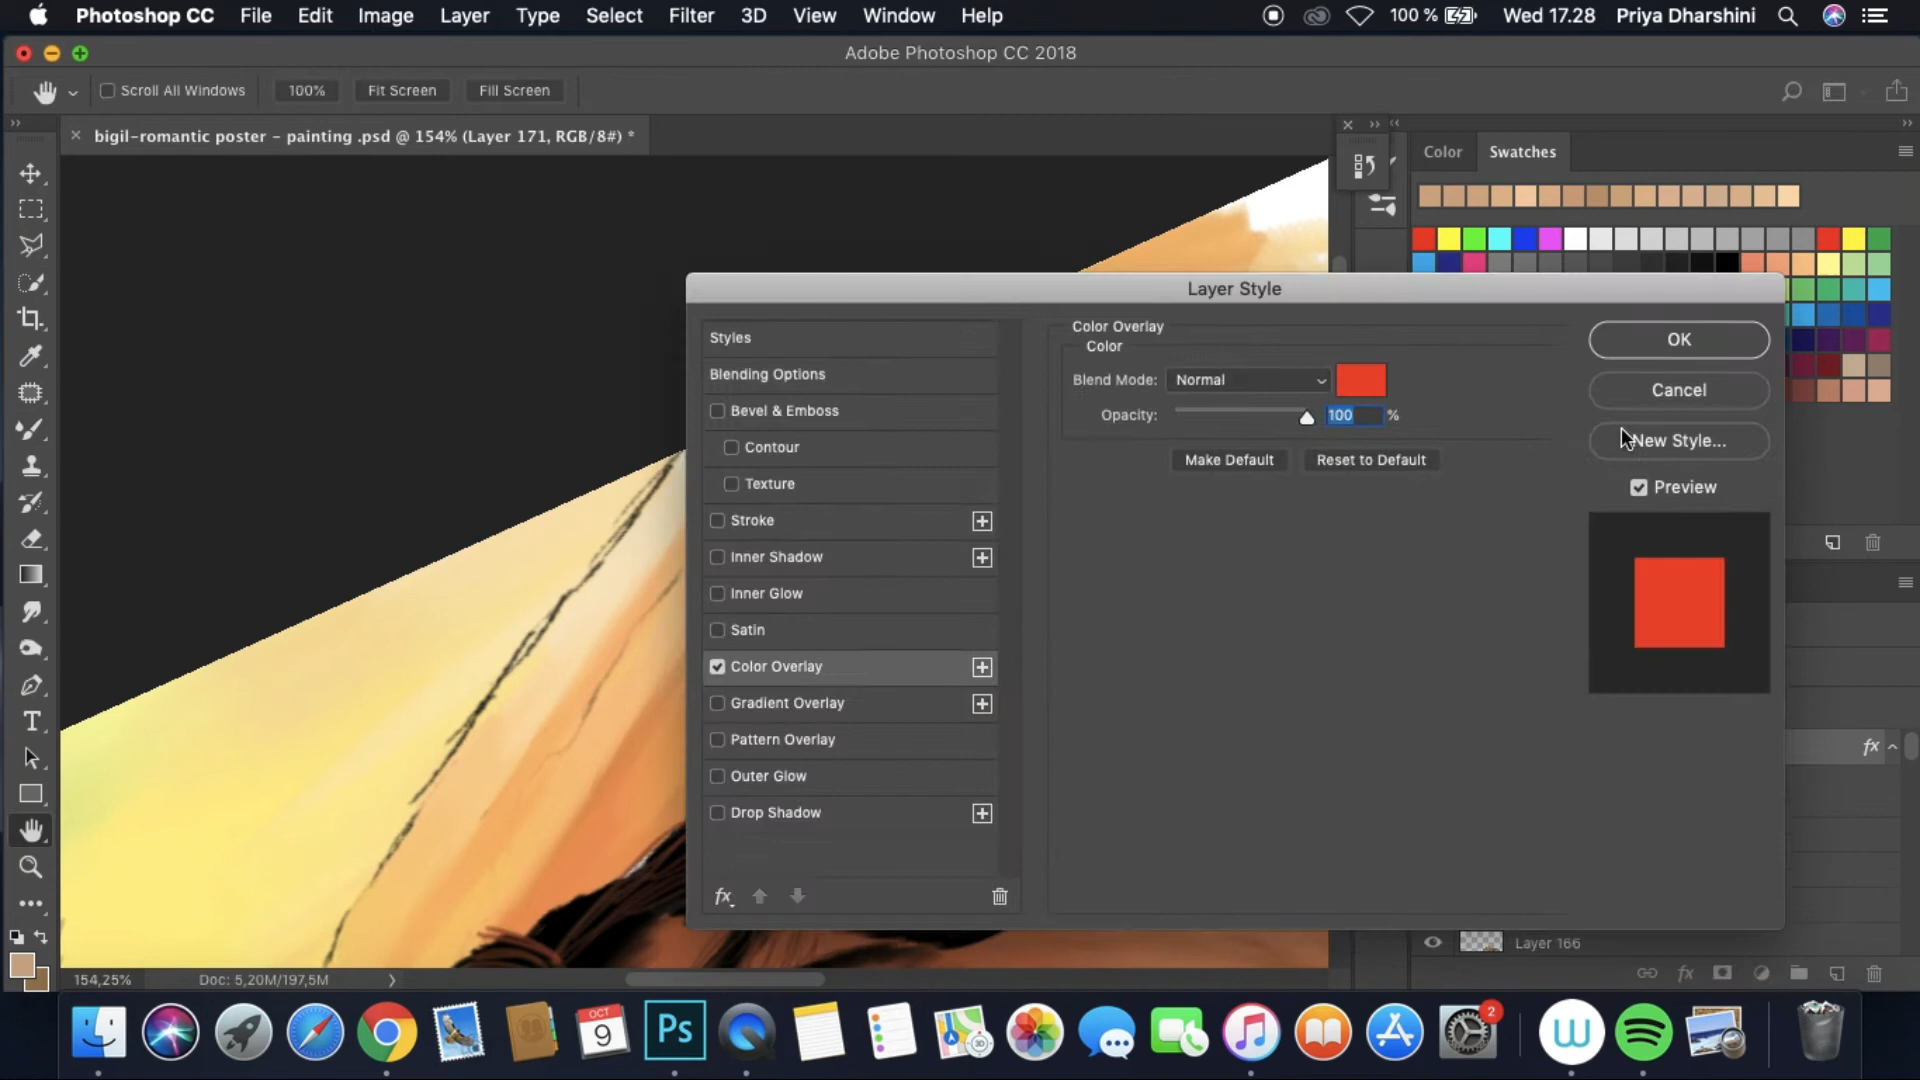 Photoshop CC File Edit Image Layer Type Select Filter 3D View Window Help 100 % Wed 17.28 Priya Dharshini
Adobe Photoshop CC 2018
Scroll All Windows 100% Fit Screen Fill Screen
bigil-romantic poster - painting .psd @ 154% (Layer 171, RGB/8#) *
Color Swatches
Layer Style
Styles
Blending Options
Bevel & Emboss
Contour
Texture
Stroke
Inner Shadow
Inner Glow
Satin
Color Overlay
Gradient Overlay
Pattern Overlay
Outer Glow
Drop Shadow
fx
Color Overlay
Color
Blend Mode: Normal
Opacity: 100 %
Make Default Reset to Default
OK
Cancel
New Style...
Preview
fx
Layer 166
fx
154,25% Doc: 5,20M/197,5M
OCT
9
Ps
3D
2
W